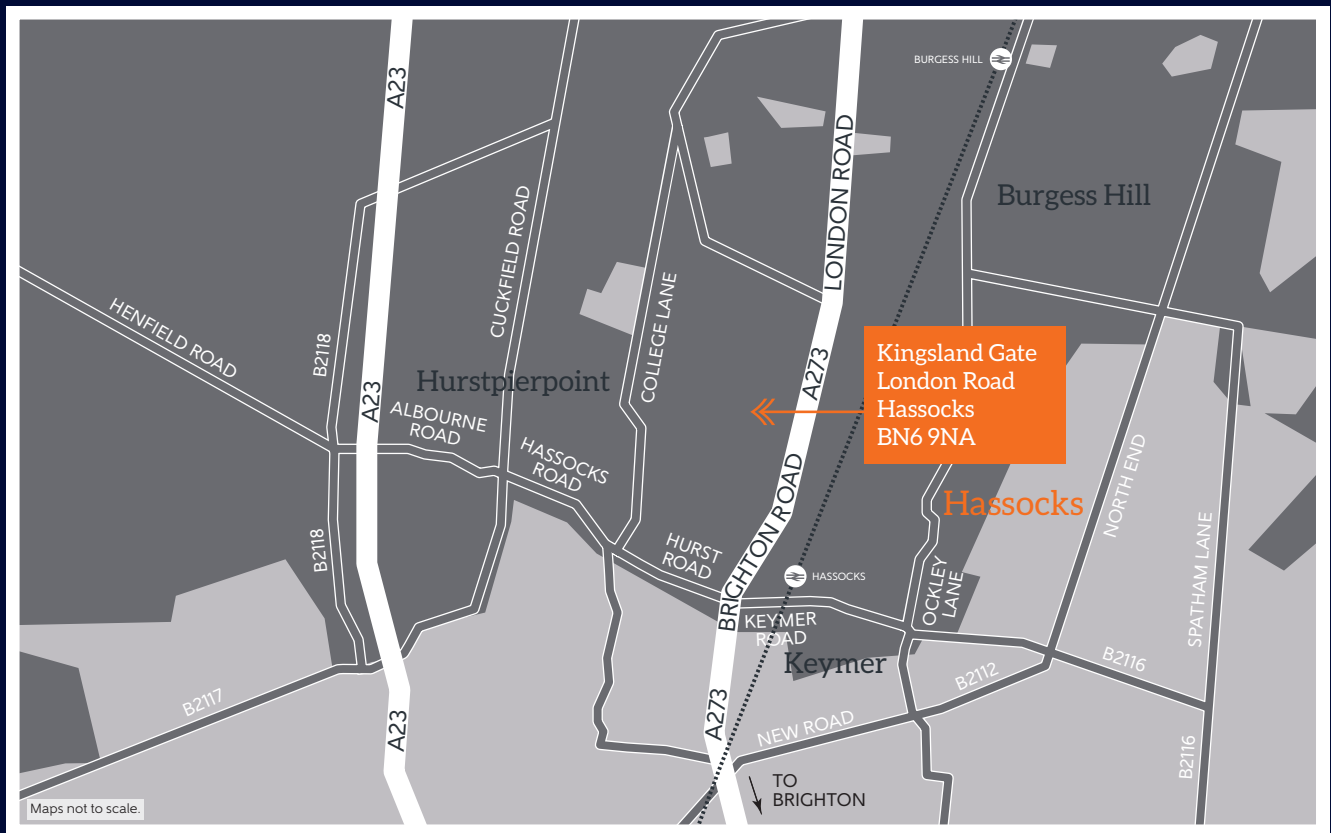 BURGESS HILL
A23
LONDON ROAD
Burgess Hill
CUCKFIELD ROAD
COLLEGE LANE
HENFIELD ROAD
B2118
A23
Hurstpierpoint
ALBOURNE
ROAD
HASSOCKS
ROAD
A273
Kingsland Gate
London Road
Hassocks
BN6 9NA
Hassocks
NORTH END
SPATHAM LANE
BRIGHTON ROAD
B2118
HURST
ROAD
HASSOCKS
OCKLEY
LANE
KEYMER
ROAD
Keymer
B2116
B2112
B2117
A23
A273
NEW ROAD
B2116
TO
BRIGHTON
Maps not to scale.